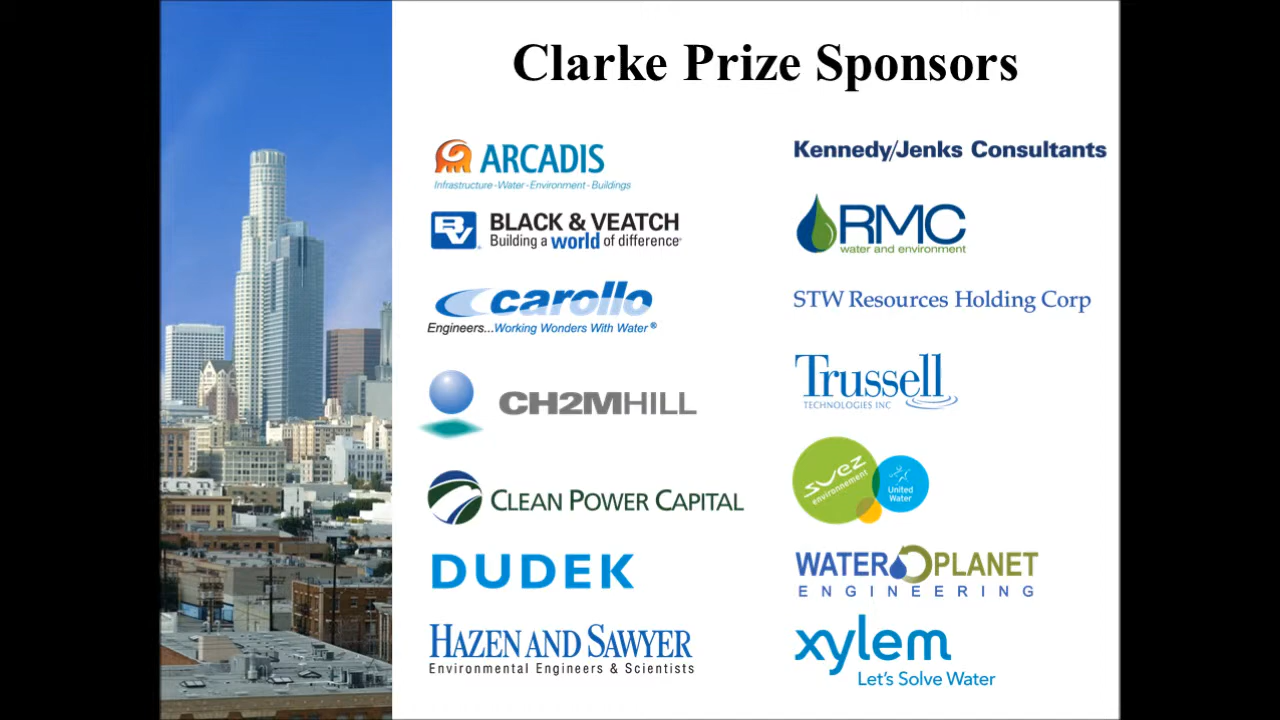 Clarke Prize Sponsors
ARCADIS
Infrastructure · Water · Environment · Buildings
BV
BLACK & VEATCH
Building a world of difference®
carollo
Engineers...Working Wonders With Water ®
CH2MHILL
CLEAN POWER CAPITAL
DUDEK
HAZEN AND SAWYER
Environmental Engineers & Scientists
Kennedy/Jenks Consultants
RMC
water and environment
STW Resources Holding Corp
Trussell
TECHNOLOGIES INC
SUEZ
environnement
United
Water
WATER PLANET
ENGINEERING
xylem
Let's Solve Water